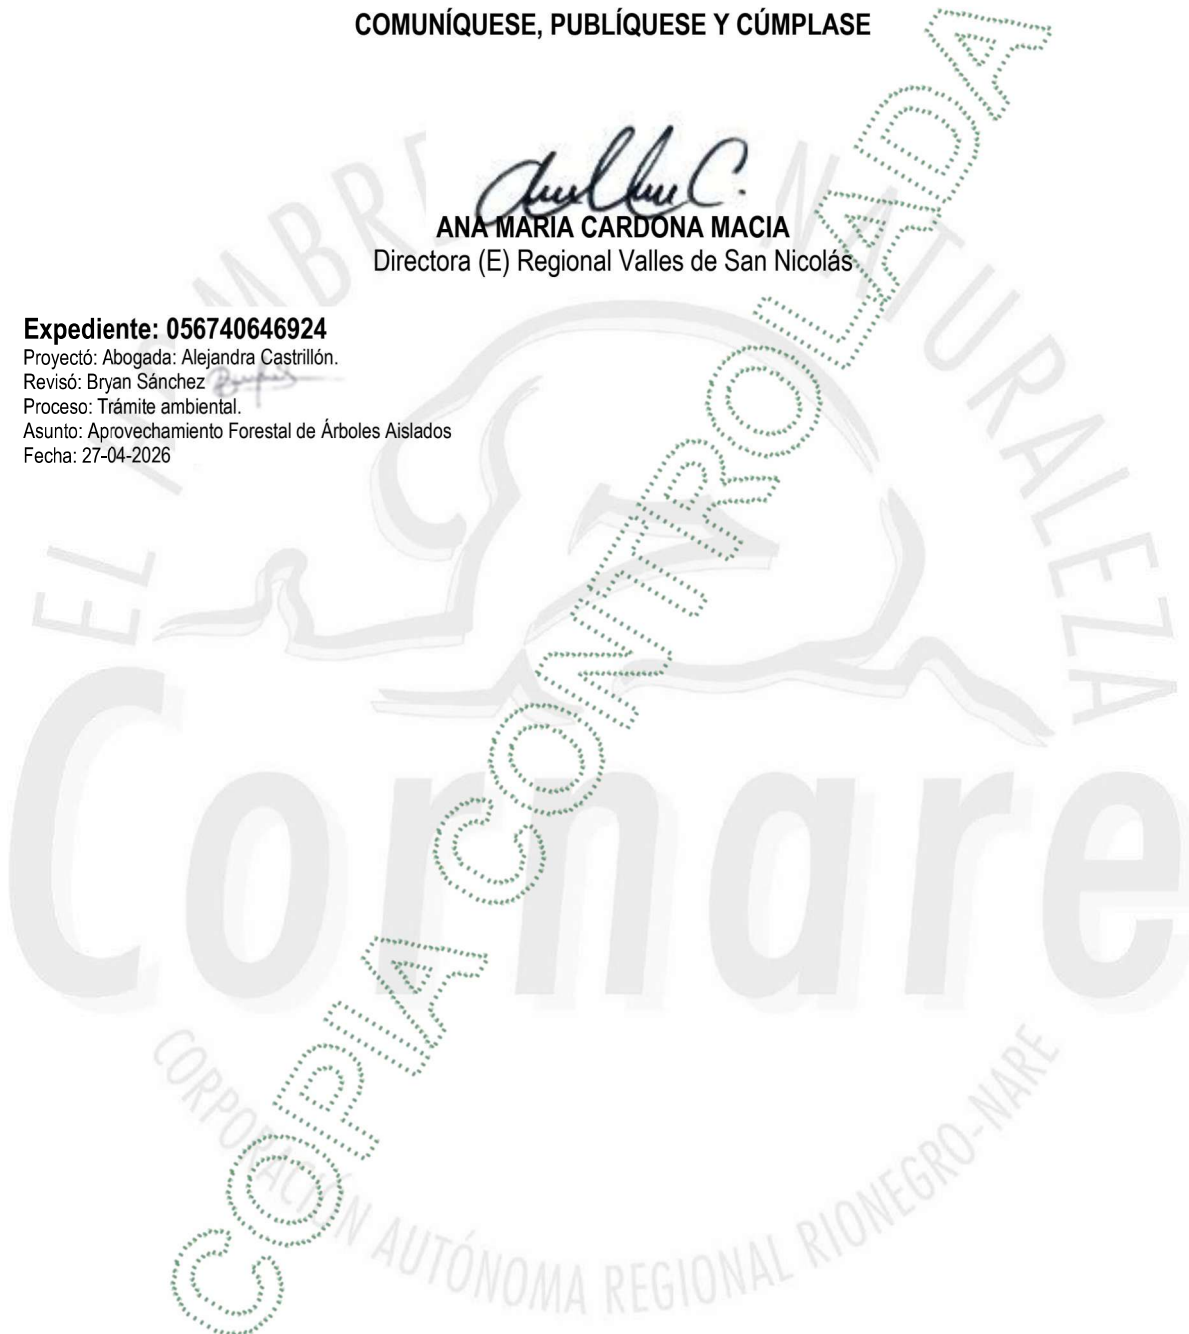 COMUNÍQUESE, PUBLÍQUESE Y CÚMPLASE
ANA MARIA CARDONA MACIA
Directora (E) Regional Valles de San Nicolás
Expediente: 056740646924
Proyectó: Abogada: Alejandra Castrillón.
Revisó: Bryan Sánchez
Proceso: Trámite ambiental.
Asunto: Aprovechamiento Forestal de Árboles Aislados
Fecha: 27-04-2026
COPIA CONTROLADA
Cornare
CORPORACIÓN AUTÓNOMA REGIONAL RIONEGRO-NARE